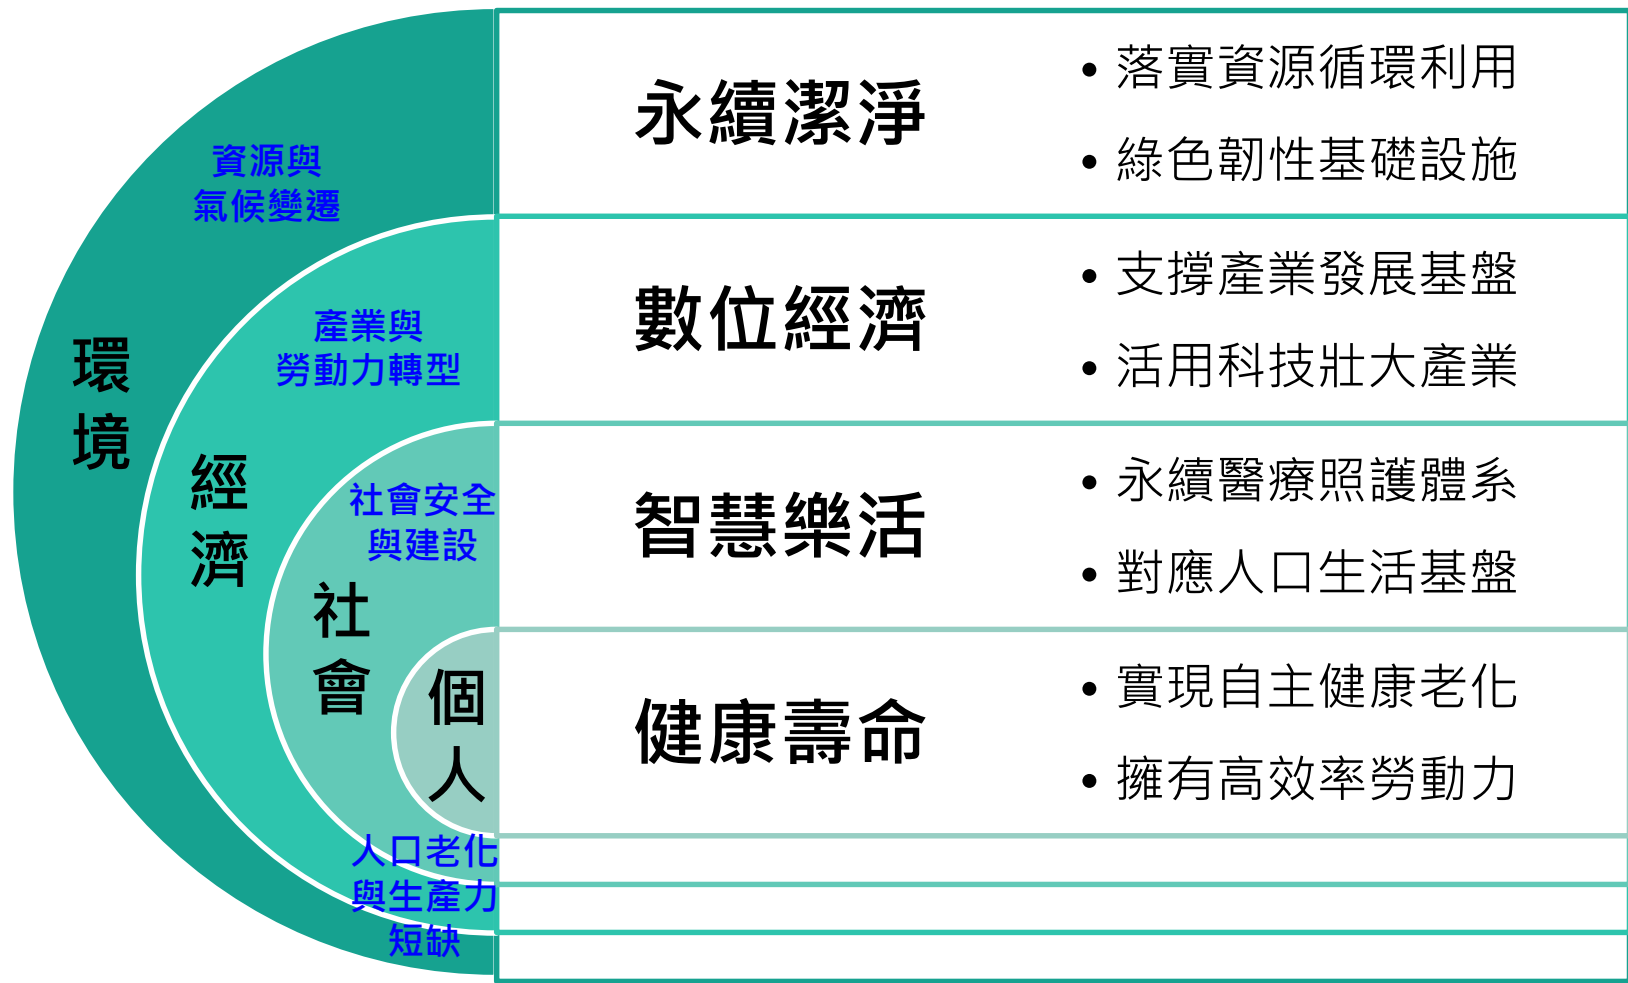 環
境
資源與
氣候變遷
永續潔淨
• 落實資源循環利用
• 綠色韌性基礎設施
經
濟
產業與
勞動力轉型
數位經濟
• 支撐產業發展基盤
• 活用科技壯大產業
社
會
社會安全
與建設
智慧樂活
• 永續醫療照護體系
• 對應人口生活基盤
個
人
人口老化
與生產力
短缺
健康壽命
• 實現自主健康老化
• 擁有高效率勞動力